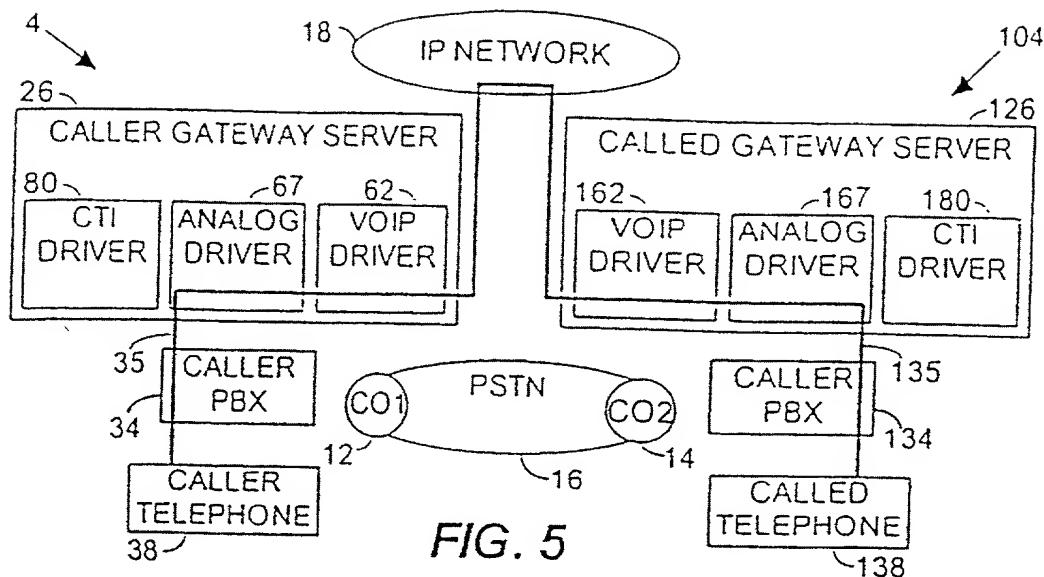 4
18
IP NETWORK
104
26
126
CALLER GATEWAY SERVER
CALLED GATEWAY SERVER
80
67
62
162
167
180
CTI
DRIVER
ANALOG
DRIVER
VOIP
DRIVER
VOIP
DRIVER
ANALOG
DRIVER
CTI
DRIVER
35
135
CALLER
PBX
34
PSTN
CO1
CO2
12
14
16
CALLER
PBX
134
CALLER
TELEPHONE
38
CALLED
TELEPHONE
138
FIG. 5